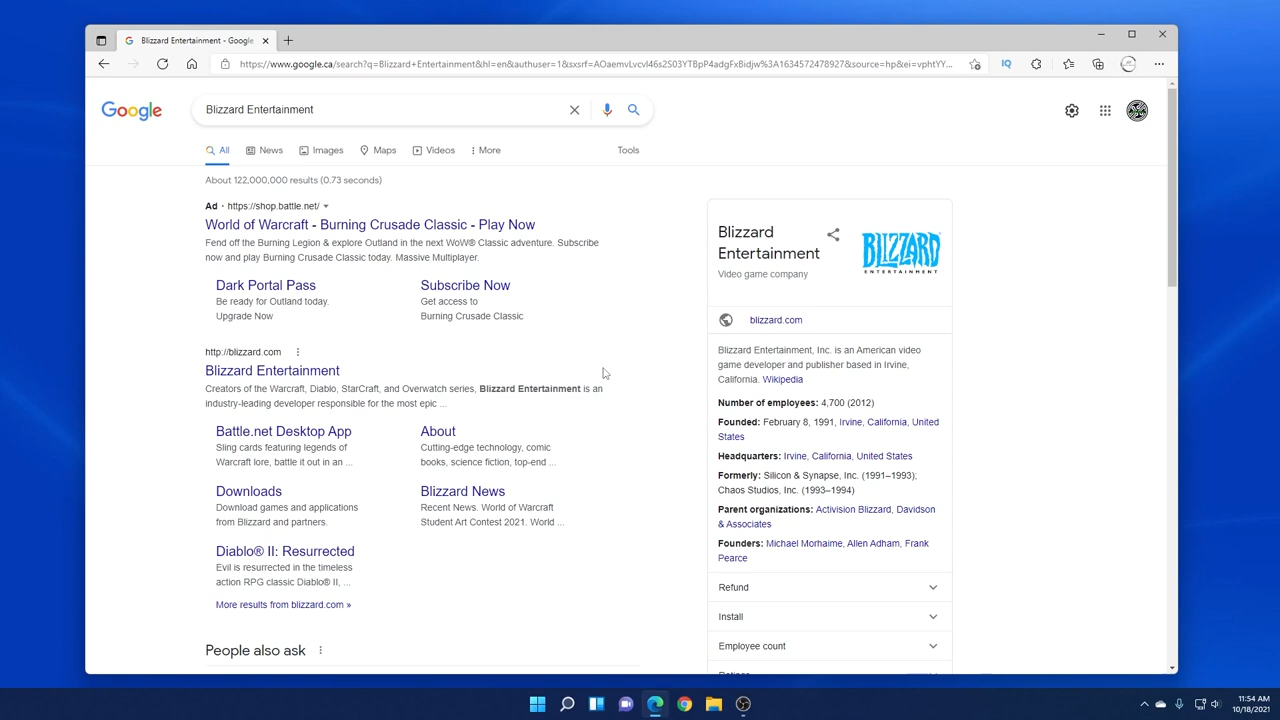 Blizzard Entertainment - Google
https://www.google.ca/search?q=Blizzard+Entertainment&hl=en&authuser=1&sxsrf=AOaemvLvcvl46s2S03YTBpP4adgFxBidjw%3A1634572478927&source=hp&ei=vphtYY...
IQ
Google
Blizzard Entertainment
All
News
Images
Maps
Videos
More
Tools
About 122,000,000 results (0.73 seconds)
Ad · https://shop.battle.net/
World of Warcraft - Burning Crusade Classic - Play Now
Fend off the Burning Legion & explore Outland in the next WoW® Classic adventure. Subscribe
now and play Burning Crusade Classic today. Massive Multiplayer.
Dark Portal Pass
Be ready for Outland today.
Upgrade Now
Subscribe Now
Get access to
Burning Crusade Classic
http://blizzard.com
Blizzard Entertainment
Creators of the Warcraft, Diablo, StarCraft, and Overwatch series, Blizzard Entertainment is an
industry-leading developer responsible for the most epic ...
Battle.net Desktop App
Sling cards featuring legends of
Warcraft lore, battle it out in an ...
About
Cutting-edge technology, comic
books, science fiction, top-end ...
Downloads
Download games and applications
from Blizzard and partners.
Blizzard News
Recent News. World of Warcraft
Student Art Contest 2021. World ...
Diablo® II: Resurrected
Evil is resurrected in the timeless
action RPG classic Diablo® II, ...
More results from blizzard.com »
People also ask
Blizzard
Entertainment
Video game company
BLIZZARD
ENTERTAINMENT
blizzard.com
Blizzard Entertainment, Inc. is an American video
game developer and publisher based in Irvine,
California. Wikipedia
Number of employees: 4,700 (2012)
Founded: February 8, 1991, Irvine, California, United
States
Headquarters: Irvine, California, United States
Formerly: Silicon & Synapse, Inc. (1991–1993);
Chaos Studios, Inc. (1993–1994)
Parent organizations: Activision Blizzard, Davidson
& Associates
Founders: Michael Morhaime, Allen Adham, Frank
Pearce
Refund
Install
Employee count
Ratings
11:54 AM
10/18/2021